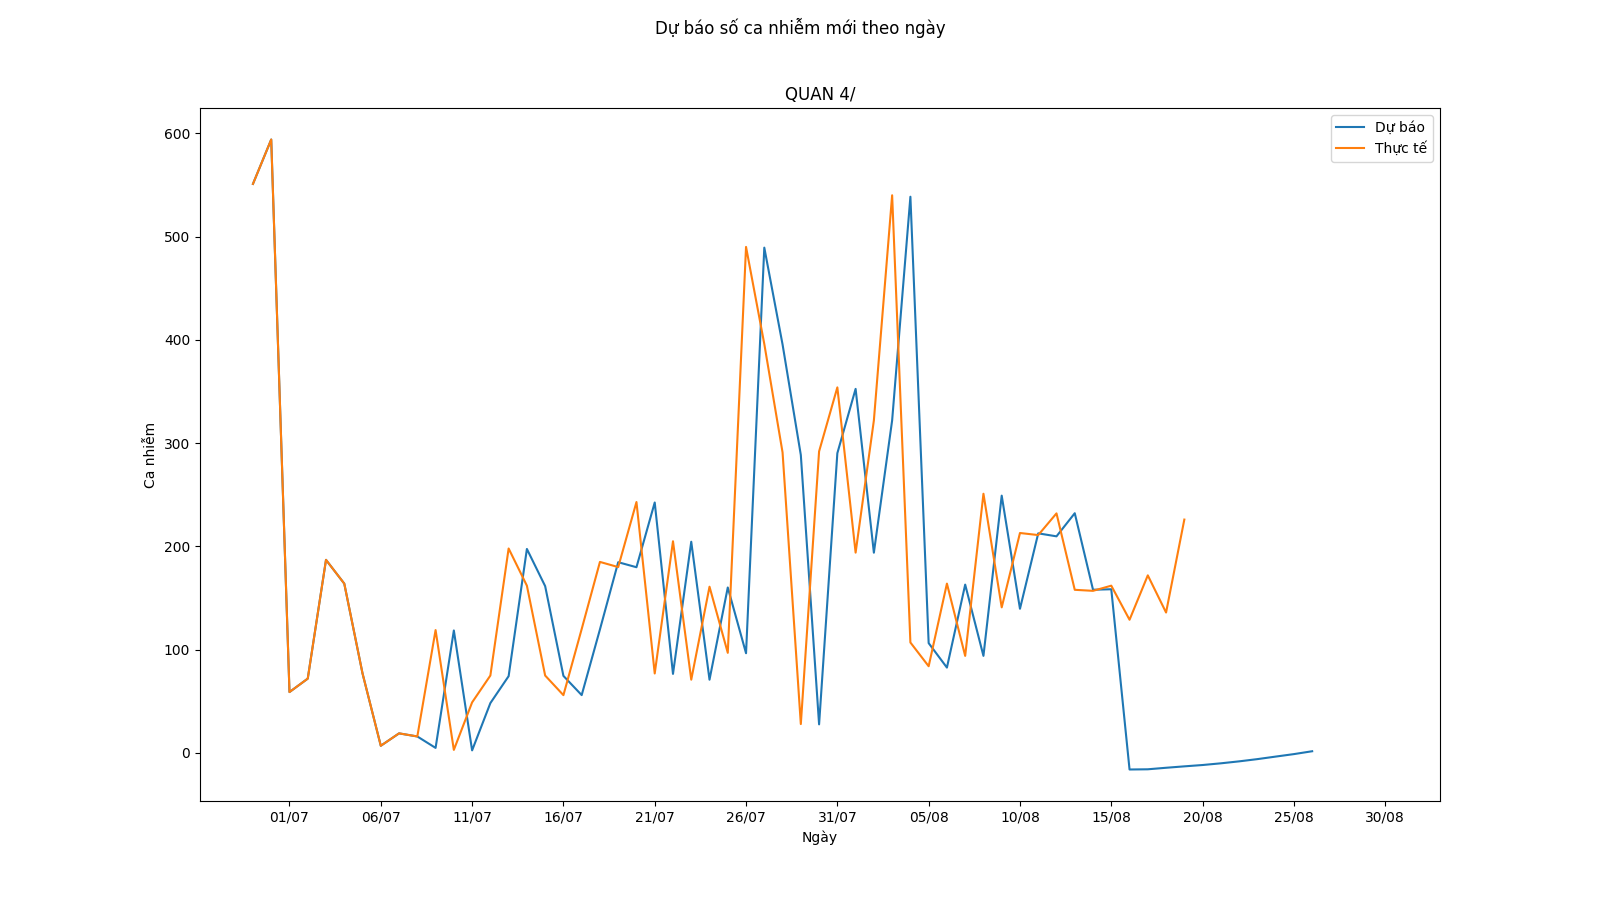 Dự báo số ca nhiễm mới theo ngày
QUAN 4/
Dự báo
Thực tế
600
500
400
300
200
100
0
Ca nhiễm
01/07 06/07 11/07 16/07 21/07 26/07 31/07 05/08 10/08 15/08 20/08 25/08 30/08
Ngày